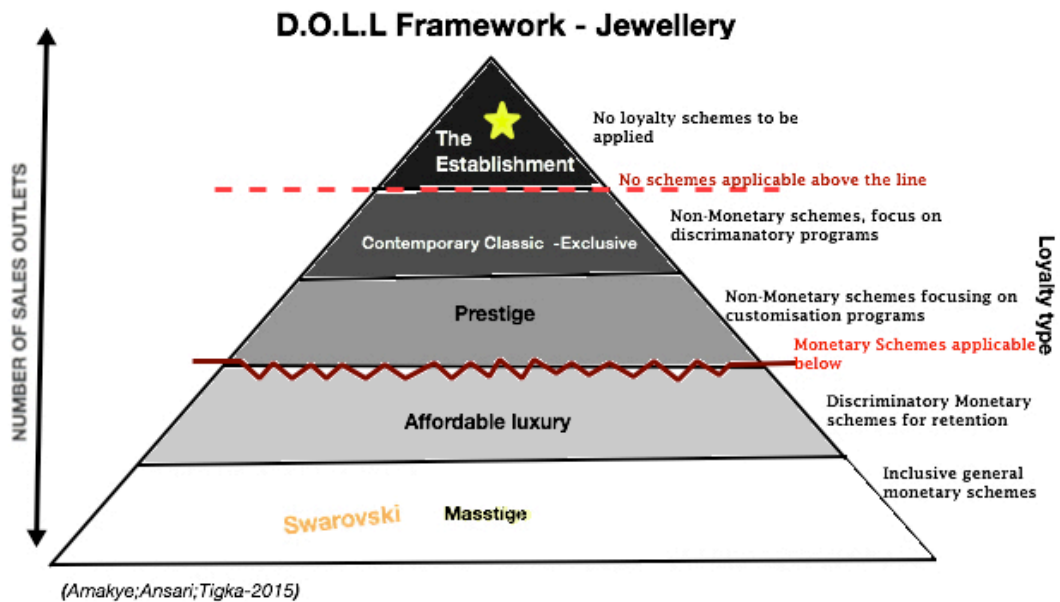 D.O.L.L Framework - Jewellery
NUMBER OF SALES OUTLETS
The
Establishment
No loyalty schemes to be
applied
No schemes applicable above the line
Contemporary Classic -Exclusive
Non-Monetary schemes, focus on
discrimanatory programs
Loyalty type
Prestige
Non-Monetary schemes focusing on
customisation programs
Monetary Schemes applicable
below
Affordable luxury
Discriminatory Monetary
schemes for retention
Swarovski
Masstige
Inclusive general
monetary schemes
(Amakye;Ansari;Tigka-2015)